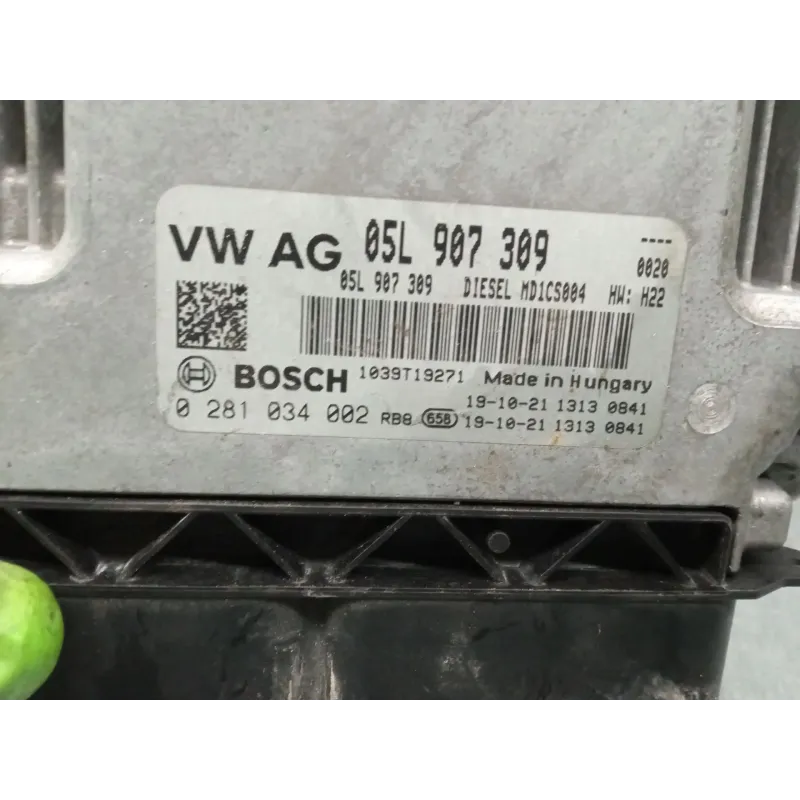 VW AG 05L 907 309 ----
0020
05L 907 309 DIESEL MD1CS004 HW: H22
BOSCH 1039T19271 Made in Hungary
19-10-21 1313 0841
0 281 034 002 RB8 658 19-10-21 1313 0841